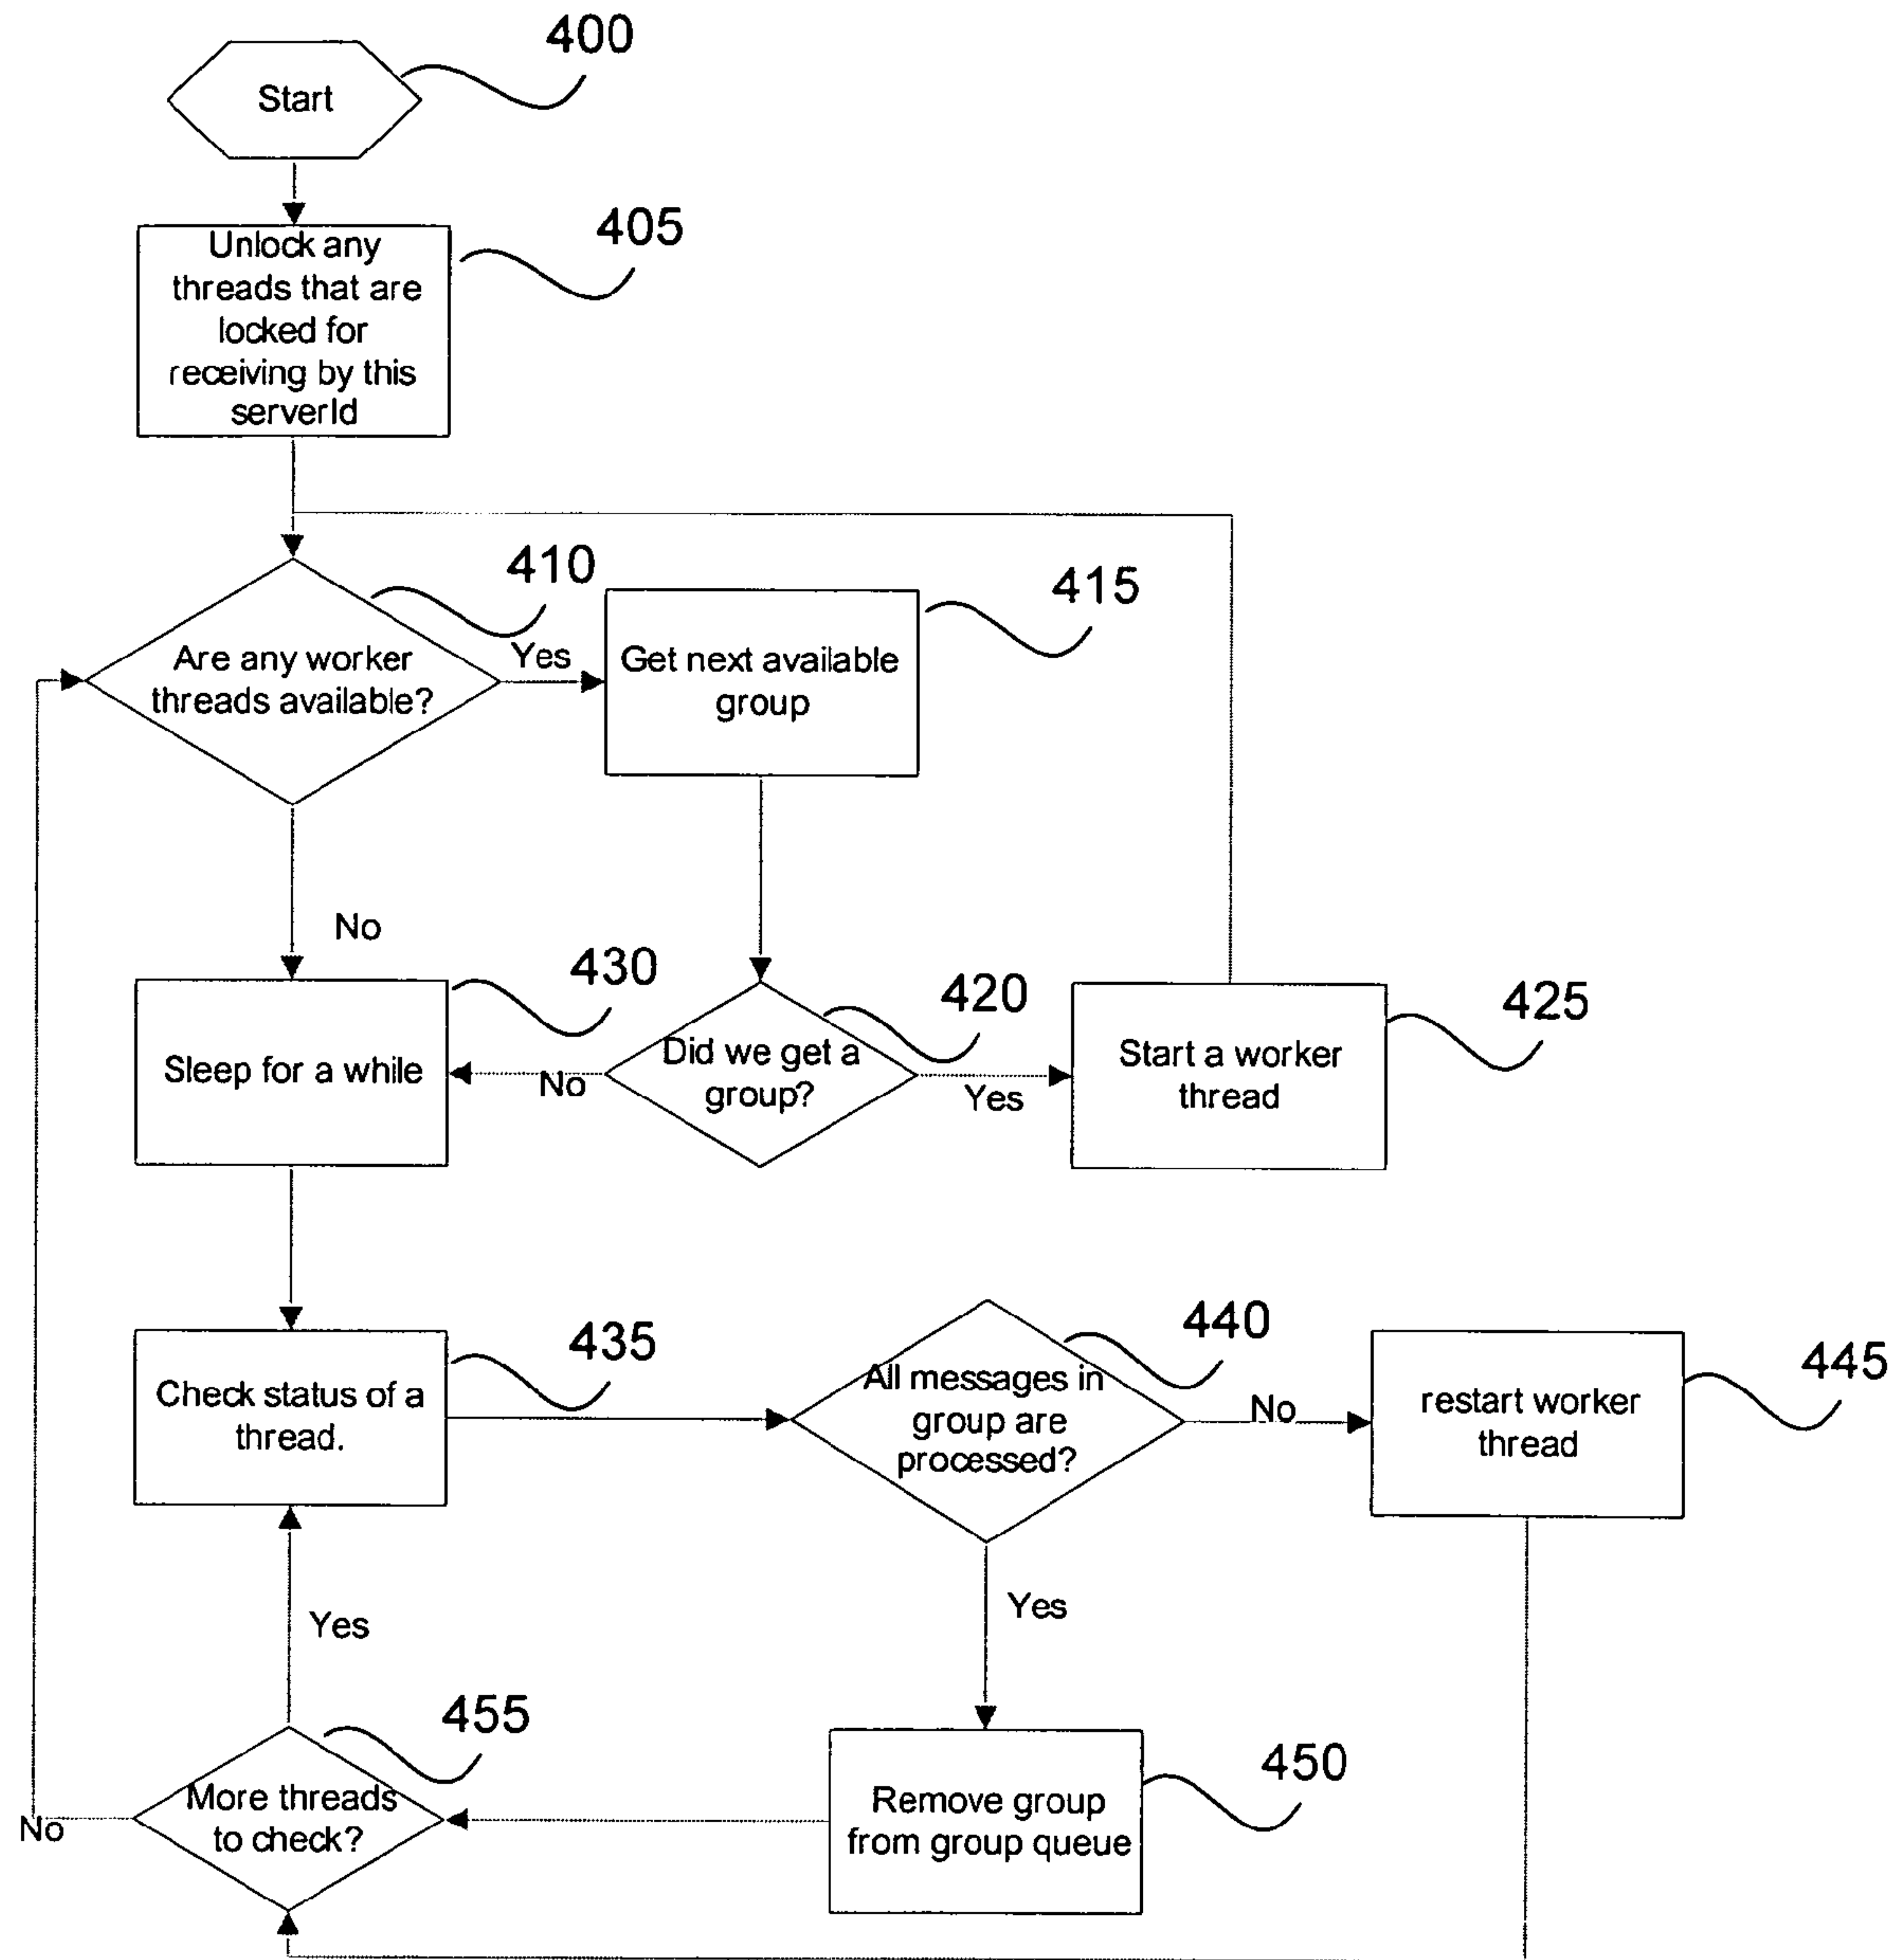 400
Start
405
Unlock any
threads that are
locked for
receiving by this
serverId
410
415
Are any worker
threads available?
Yes
Get next available
group
No
430
420
425
Sleep for a while
No
Did we get a
group?
Yes
Start a worker
thread
435
440
445
Check status of a
thread.
All messages in
group are
processed?
No
restart worker
thread
Yes
Yes
455
450
More threads
to check?
No
Remove group
from group queue